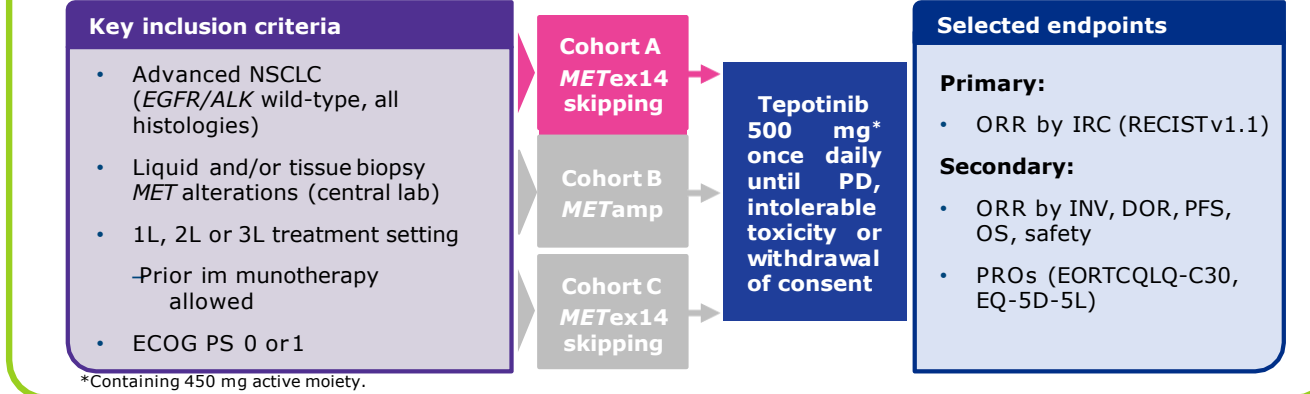 Key inclusion criteria
• Advanced NSCLC
(EGFR/ALK wild-type, all
histologies)
• Liquid and/or tissue biopsy
MET alterations (central lab)
• 1L, 2L or 3L treatment setting
–Prior im munotherapy
allowed
• ECOG PS 0 or1
*Containing 450 mg active moiety.
Cohort A
METex14
skipping
Cohort B
METamp
Cohort C
METex14
skipping
Tepotinib
500 mg*
once daily
until PD,
intolerable
toxicity or
withdrawal
of consent
Selected endpoints
Primary:
• ORR by IRC (RECISTv1.1)
Secondary:
• ORR by INV, DOR, PFS,
OS, safety
• PROs (EORTCQLQ-C30,
EQ-5D-5L)